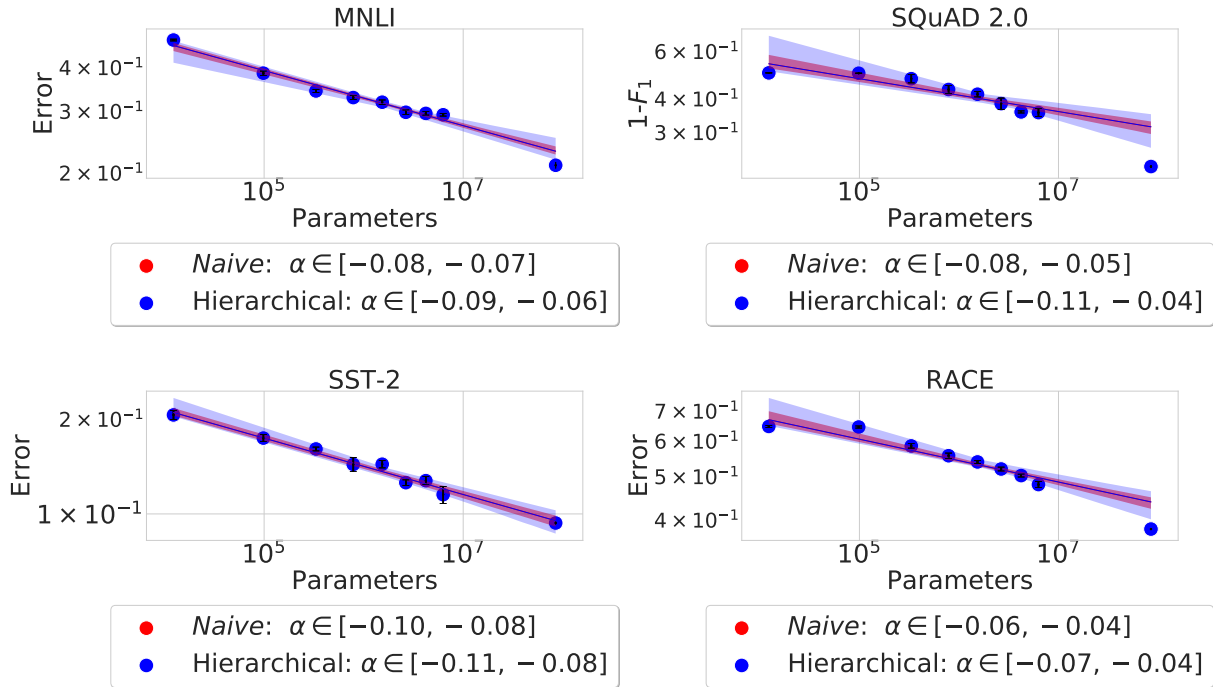 MNLI
4 × 10⁻¹
3 × 10⁻¹
2 × 10⁻¹
Error
10⁵
10⁷
Parameters
Naive: α ∈ [−0.08, −0.07]
Hierarchical: α ∈ [−0.09, −0.06]
SQuAD 2.0
6 × 10⁻¹
4 × 10⁻¹
3 × 10⁻¹
1-F₁
10⁵
10⁷
Parameters
Naive: α ∈ [−0.08, −0.05]
Hierarchical: α ∈ [−0.11, −0.04]
SST-2
2 × 10⁻¹
1 × 10⁻¹
Error
10⁵
10⁷
Parameters
Naive: α ∈ [−0.10, −0.08]
Hierarchical: α ∈ [−0.11, −0.08]
RACE
7 × 10⁻¹
6 × 10⁻¹
5 × 10⁻¹
4 × 10⁻¹
Error
10⁵
10⁷
Parameters
Naive: α ∈ [−0.06, −0.04]
Hierarchical: α ∈ [−0.07, −0.04]